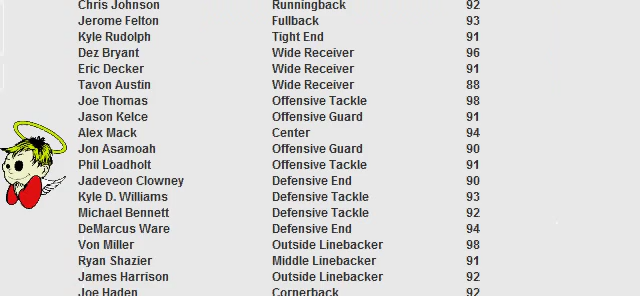 Chris Johnson Runningback 92
Jerome Felton Fullback 93
Kyle Rudolph Tight End 91
Dez Bryant Wide Receiver 96
Eric Decker Wide Receiver 91
Tavon Austin Wide Receiver 88
Joe Thomas Offensive Tackle 98
Jason Kelce Offensive Guard 91
Alex Mack Center 94
Jon Asamoah Offensive Guard 90
Phil Loadholt Offensive Tackle 91
Jadeveon Clowney Defensive End 90
Kyle D. Williams Defensive Tackle 93
Michael Bennett Defensive Tackle 92
DeMarcus Ware Defensive End 94
Von Miller Outside Linebacker 98
Ryan Shazier Middle Linebacker 91
James Harrison Outside Linebacker 92
Joe Haden Cornerback 92